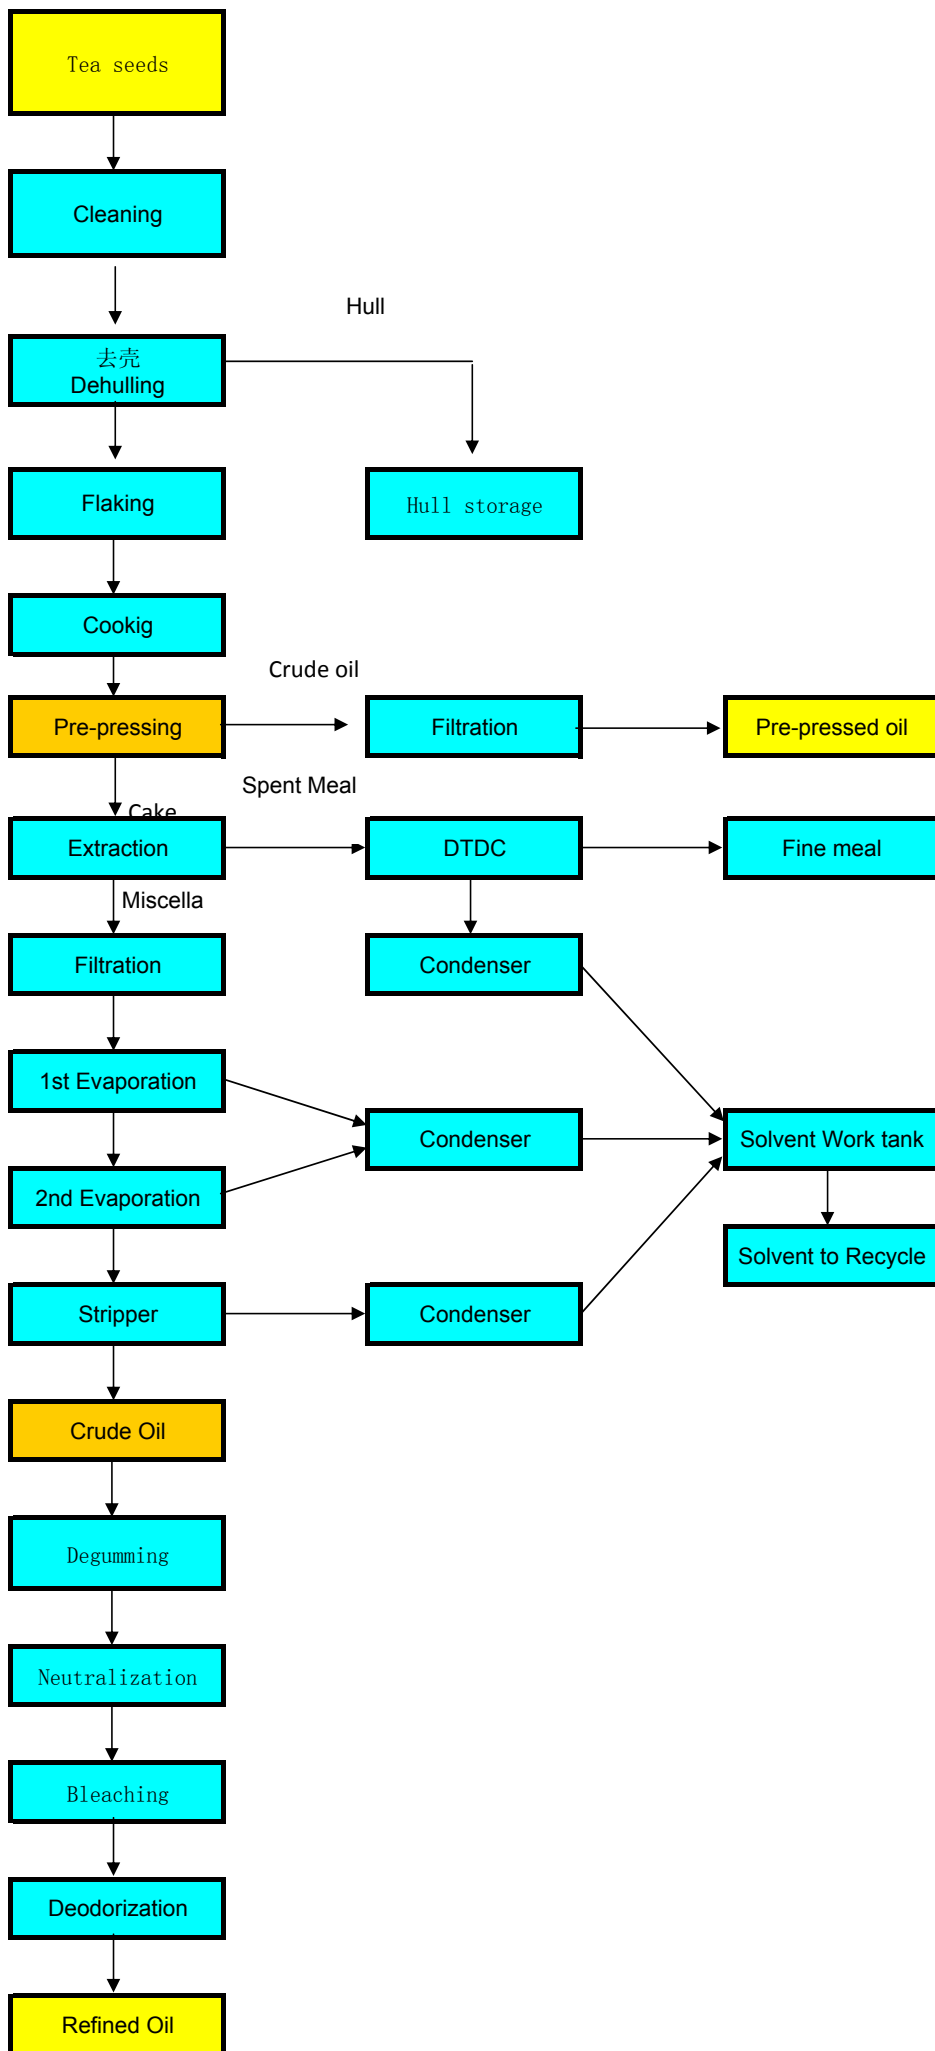 Tea seeds
Cleaning
Hull
去壳
Dehulling
Flaking
Hull storage
Cookig
Crude oil
Pre-pressing
Filtration
Pre-pressed oil
Spent Meal
Cake
Extraction
DTDC
Fine meal
Miscella
Filtration
Condenser
1st Evaporation
Condenser
Solvent Work tank
2nd Evaporation
Solvent to Recycle
Stripper
Condenser
Crude Oil
Degumming
Neutralization
Bleaching
Deodorization
Refined Oil